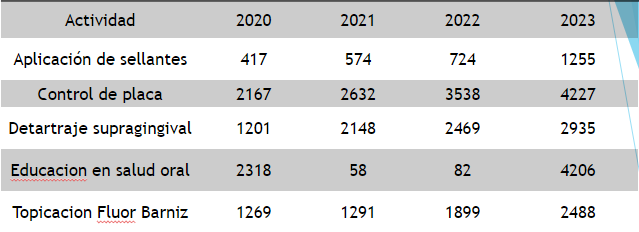 Actividad 2020 2021 2022 2023
Aplicación de sellantes 417 574 724 1255
Control de placa 2167 2632 3538 4227
Detartraje supragingival 1201 2148 2469 2935
Educacion en salud oral 2318 58 82 4206
Topicacion Fluor Barniz 1269 1291 1899 2488